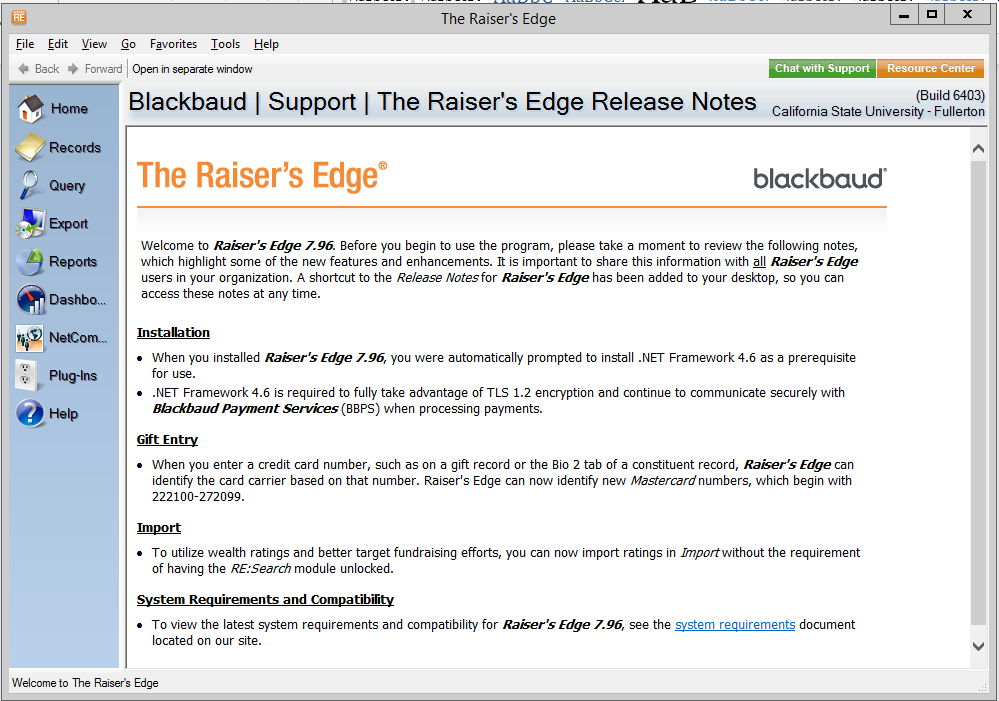 RE
The Raiser's Edge
File Edit View Go Favorites Tools Help
Back Forward Open in separate window
Chat with Support Resource Center
Blackbaud | Support | The Raiser's Edge Release Notes
(Build 6403)
California State University - Fullerton
Home
Records
Query
Export
Reports
Dashbo...
NetCom...
Plug-Ins
Help
The Raiser's Edge®
blackbaud®
Welcome to Raiser's Edge 7.96. Before you begin to use the program, please take a moment to review the following notes,
which highlight some of the new features and enhancements. It is important to share this information with all Raiser's Edge
users in your organization. A shortcut to the Release Notes for Raiser's Edge has been added to your desktop, so you can
access these notes at any time.
Installation
• When you installed Raiser's Edge 7.96, you were automatically prompted to install .NET Framework 4.6 as a prerequisite
for use.
• .NET Framework 4.6 is required to fully take advantage of TLS 1.2 encryption and continue to communicate securely with
Blackbaud Payment Services (BBPS) when processing payments.
Gift Entry
• When you enter a credit card number, such as on a gift record or the Bio 2 tab of a constituent record, Raiser's Edge can
identify the card carrier based on that number. Raiser's Edge can now identify new Mastercard numbers, which begin with
222100-272099.
Import
• To utilize wealth ratings and better target fundraising efforts, you can now import ratings in Import without the requirement
of having the RE:Search module unlocked.
System Requirements and Compatibility
• To view the latest system requirements and compatibility for Raiser's Edge 7.96, see the system requirements document
located on our site.
Welcome to The Raiser's Edge